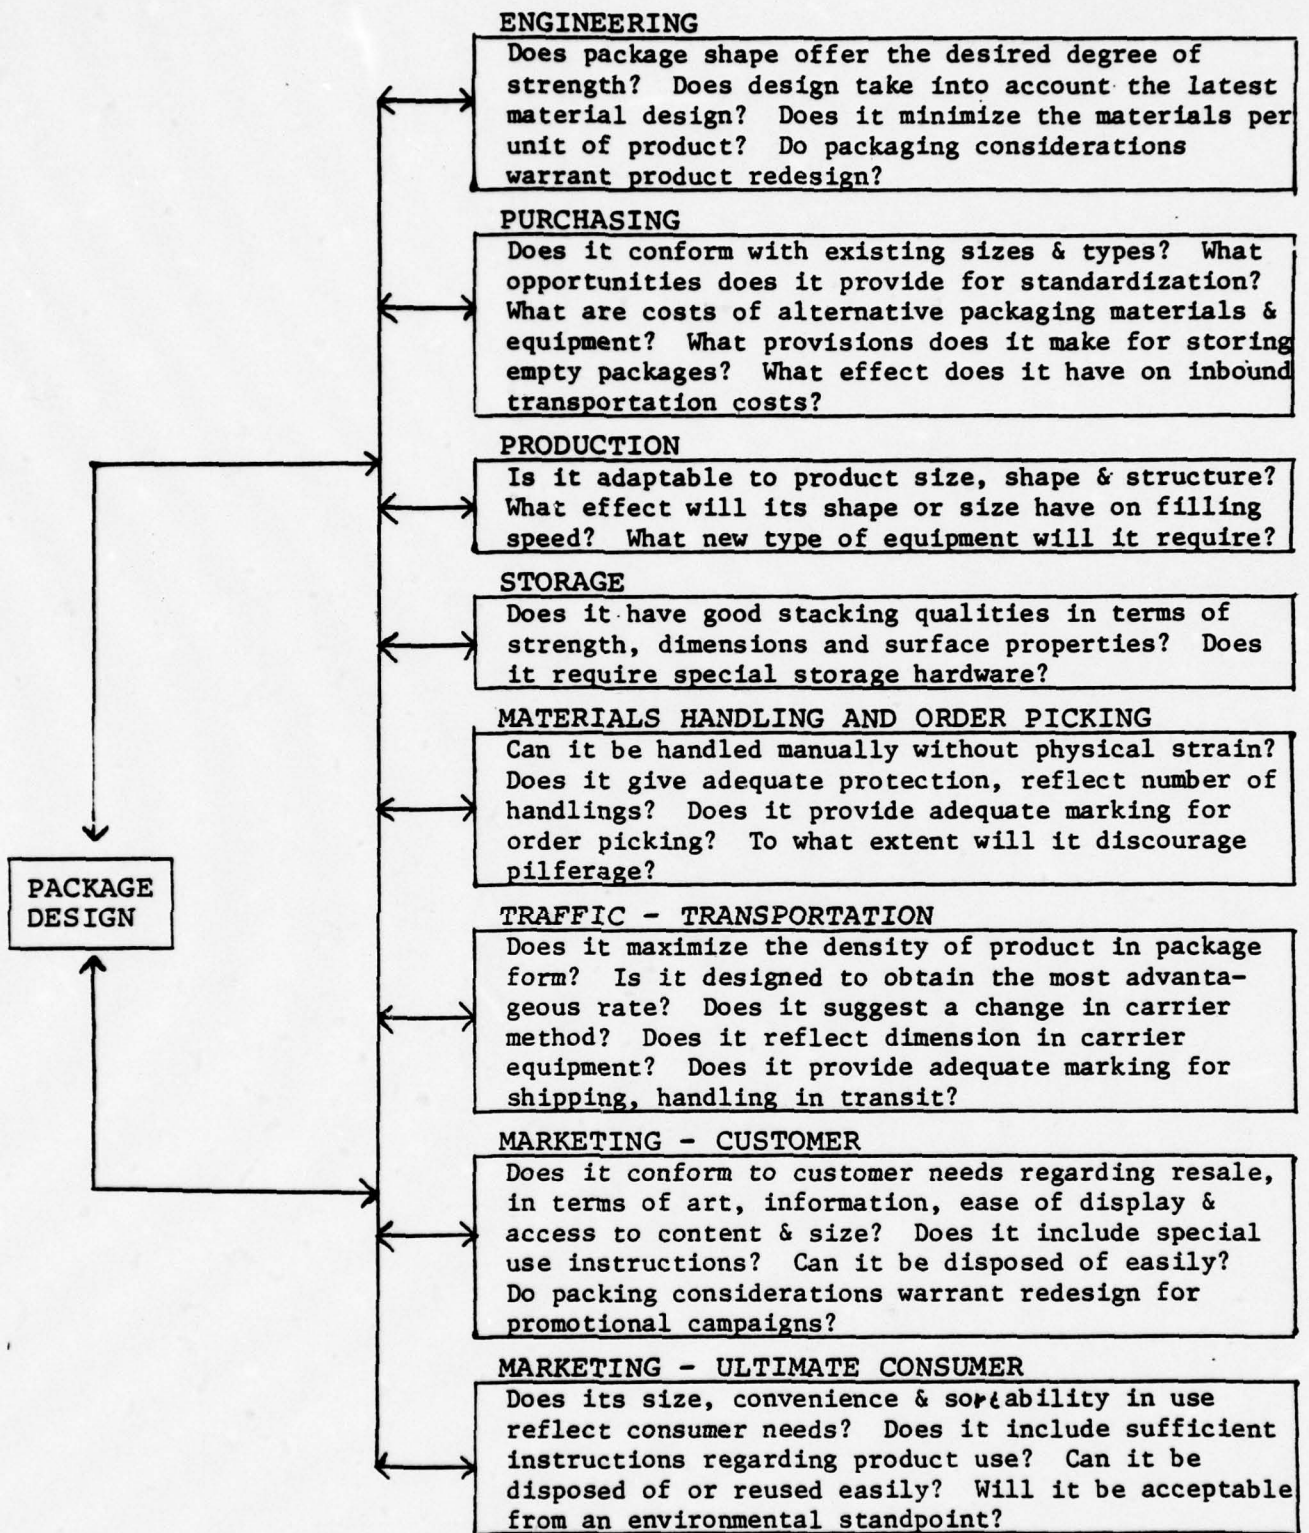 ENGINEERING
Does package shape offer the desired degree of
strength? Does design take into account the latest
material design? Does it minimize the materials per
unit of product? Do packaging considerations
warrant product redesign?
PURCHASING
Does it conform with existing sizes & types? What
opportunities does it provide for standardization?
What are costs of alternative packaging materials &
equipment? What provisions does it make for storing
empty packages? What effect does it have on inbound
transportation costs?
PRODUCTION
Is it adaptable to product size, shape & structure?
What effect will its shape or size have on filling
speed? What new type of equipment will it require?
STORAGE
Does it have good stacking qualities in terms of
strength, dimensions and surface properties? Does
it require special storage hardware?
MATERIALS HANDLING AND ORDER PICKING
Can it be handled manually without physical strain?
Does it give adequate protection, reflect number of
handlings? Does it provide adequate marking for
order picking? To what extent will it discourage
pilferage?
PACKAGE
DESIGN
TRAFFIC - TRANSPORTATION
Does it maximize the density of product in package
form? Is it designed to obtain the most advanta-
geous rate? Does it suggest a change in carrier
method? Does it reflect dimension in carrier
equipment? Does it provide adequate marking for
shipping, handling in transit?
MARKETING - CUSTOMER
Does it conform to customer needs regarding resale,
in terms of art, information, ease of display &
access to content & size? Does it include special
use instructions? Can it be disposed of easily?
Do packing considerations warrant redesign for
promotional campaigns?
MARKETING - ULTIMATE CONSUMER
Does its size, convenience & sortability in use
reflect consumer needs? Does it include sufficient
instructions regarding product use? Can it be
disposed of or reused easily? Will it be acceptable
from an environmental standpoint?